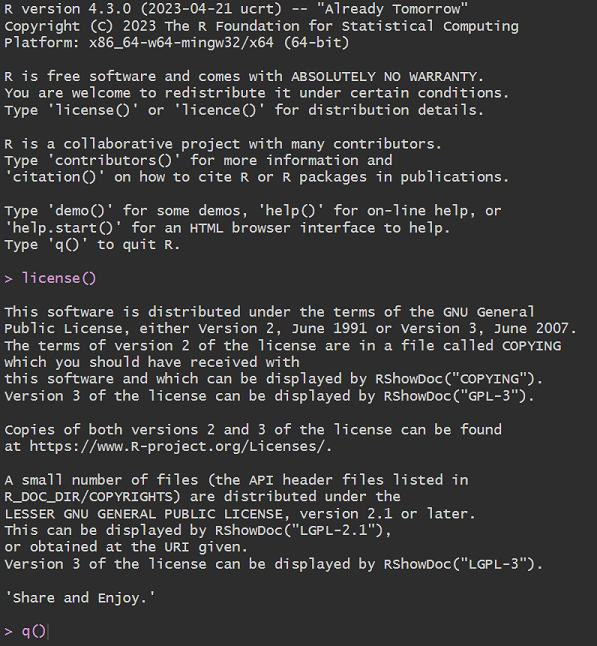 R version 4.3.0 (2023-04-21 ucrt) -- "Already Tomorrow"
Copyright (C) 2023 The R Foundation for Statistical Computing
Platform: x86_64-w64-mingw32/x64 (64-bit)

R is free software and comes with ABSOLUTELY NO WARRANTY.
You are welcome to redistribute it under certain conditions.
Type 'license()' or 'licence()' for distribution details.

R is a collaborative project with many contributors.
Type 'contributors()' for more information and
'citation()' on how to cite R or R packages in publications.

Type 'demo()' for some demos, 'help()' for on-line help, or
'help.start()' for an HTML browser interface to help.
Type 'q()' to quit R.

> license()

This software is distributed under the terms of the GNU General
Public License, either Version 2, June 1991 or Version 3, June 2007.
The terms of version 2 of the license are in a file called COPYING
which you should have received with
this software and which can be displayed by RShowDoc("COPYING").
Version 3 of the license can be displayed by RShowDoc("GPL-3").

Copies of both versions 2 and 3 of the license can be found
at https://www.R-project.org/Licenses/.

A small number of files (the API header files listed in
R_DOC_DIR/COPYRIGHTS) are distributed under the
LESSER GNU GENERAL PUBLIC LICENSE, version 2.1 or later.
This can be displayed by RShowDoc("LGPL-2.1"),
or obtained at the URI given.
Version 3 of the license can be displayed by RShowDoc("LGPL-3").

'Share and Enjoy.'

> q()